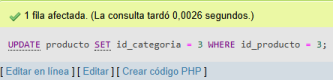 1 fila afectada. (La consulta tardó 0,0026 segundos.)
UPDATE producto SET id_categoria = 3 WHERE id_producto = 3;
[ Editar en línea ] [ Editar ] [ Crear código PHP ]